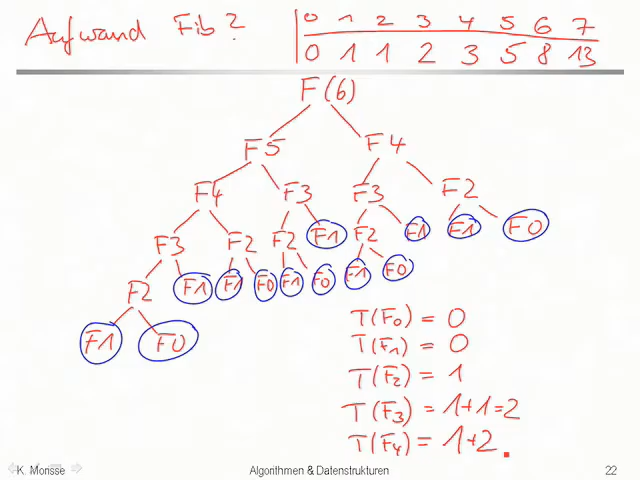 Aufwand Fib?
0 1 2 3 4 5 6 7
0 1 1 2 3 5 8 13
F(6)
F5 F4
F4 F3 F3 F2
F3 F2 F2 F1 F2 F1 F1 F0
F2 F1 F1 F0 F1 F0 F1 F0
F1 F0
T(F0) = 0
T(F1) = 0
T(F2) = 1
T(F3) = 1+1=2
T(F4) = 1+2
K. Morisse Algorithmen & Datenstrukturen 22